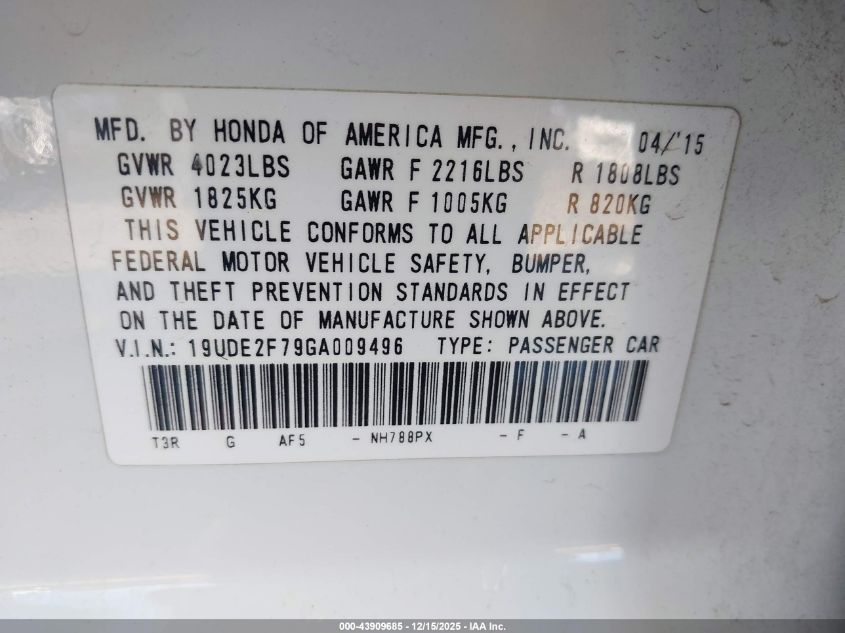 MFD. BY HONDA OF AMERICA MFG., INC. 04/'15
GVWR 4023LBS GAWR F 2216LBS R 1808LBS
GVWR 1825KG GAWR F 1005KG R 820KG
THIS VEHICLE CONFORMS TO ALL APPLICABLE
FEDERAL MOTOR VEHICLE SAFETY, BUMPER,
AND THEFT PREVENTION STANDARDS IN EFFECT
ON THE DATE OF MANUFACTURE SHOWN ABOVE.
V.I.N.: 19UDE2F79GA009496 TYPE: PASSENGER CAR
T3R G AF5 - NH788PX - F - A
000-43909685 - 12/15/2025 - IAA Inc.